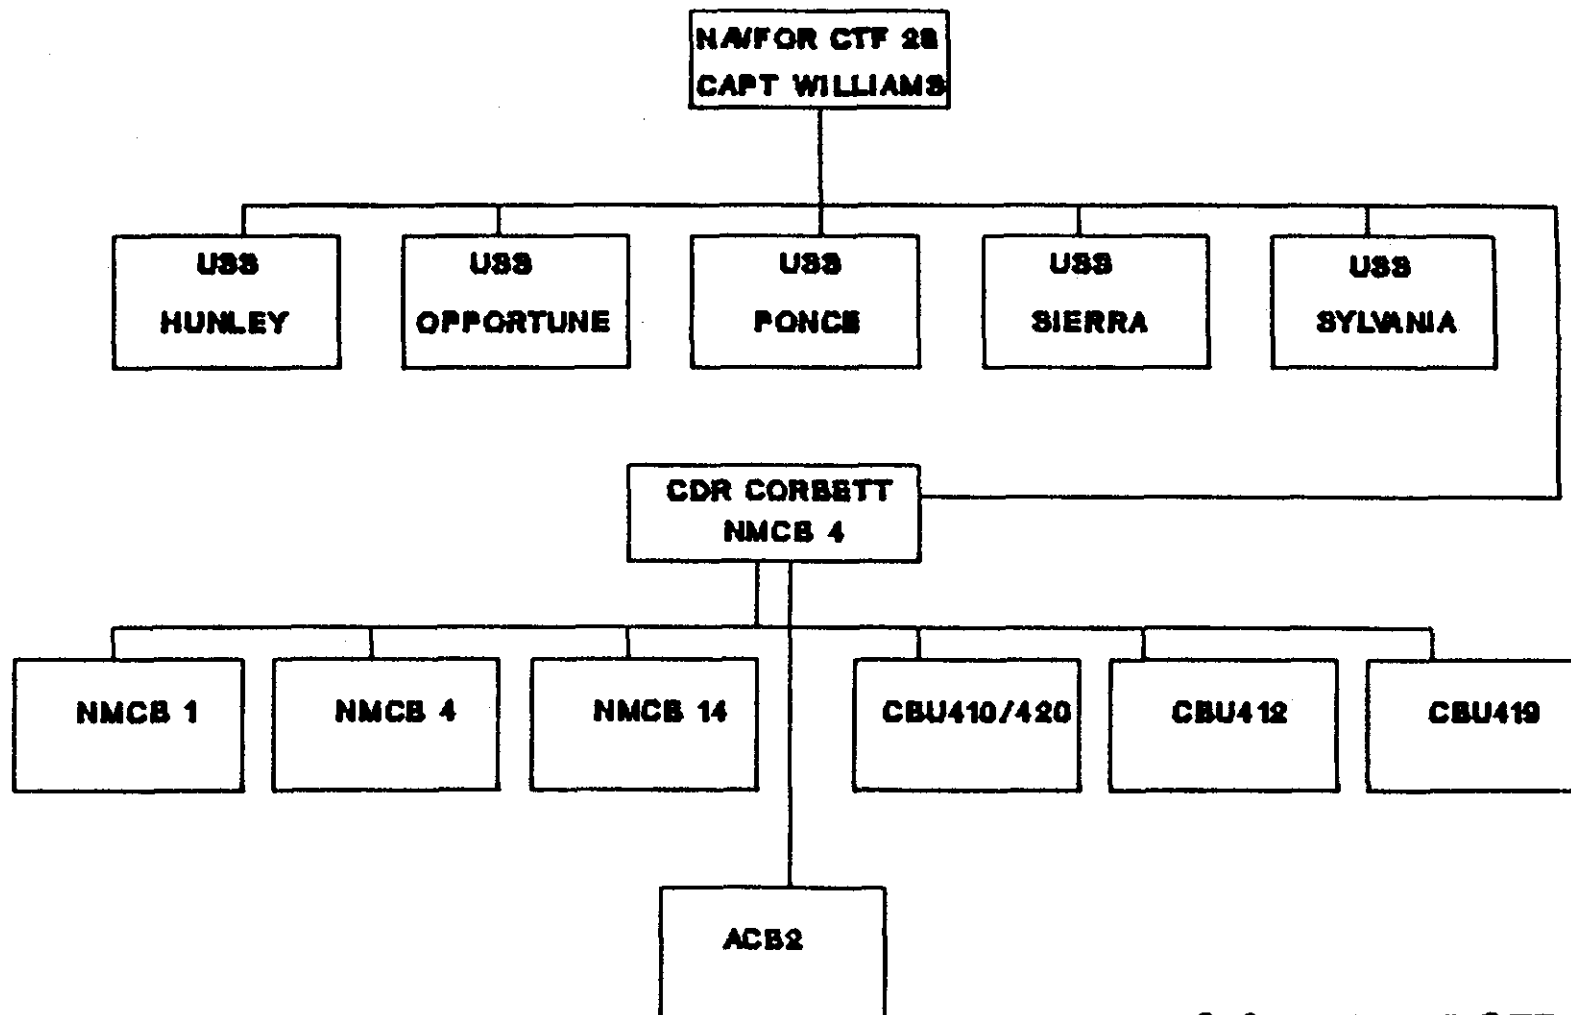 NAVFOR CTF 28
CAPT WILLIAMS
USS
HUNLEY
USS
OPPORTUNE
USS
PONCE
USS
SIERRA
USS
SYLVANIA
CDR CORBETT
NMCB 4
NMCB 1
NMCB 4
NMCB 14
CBU410/420
CBU412
CBU419
ACB2